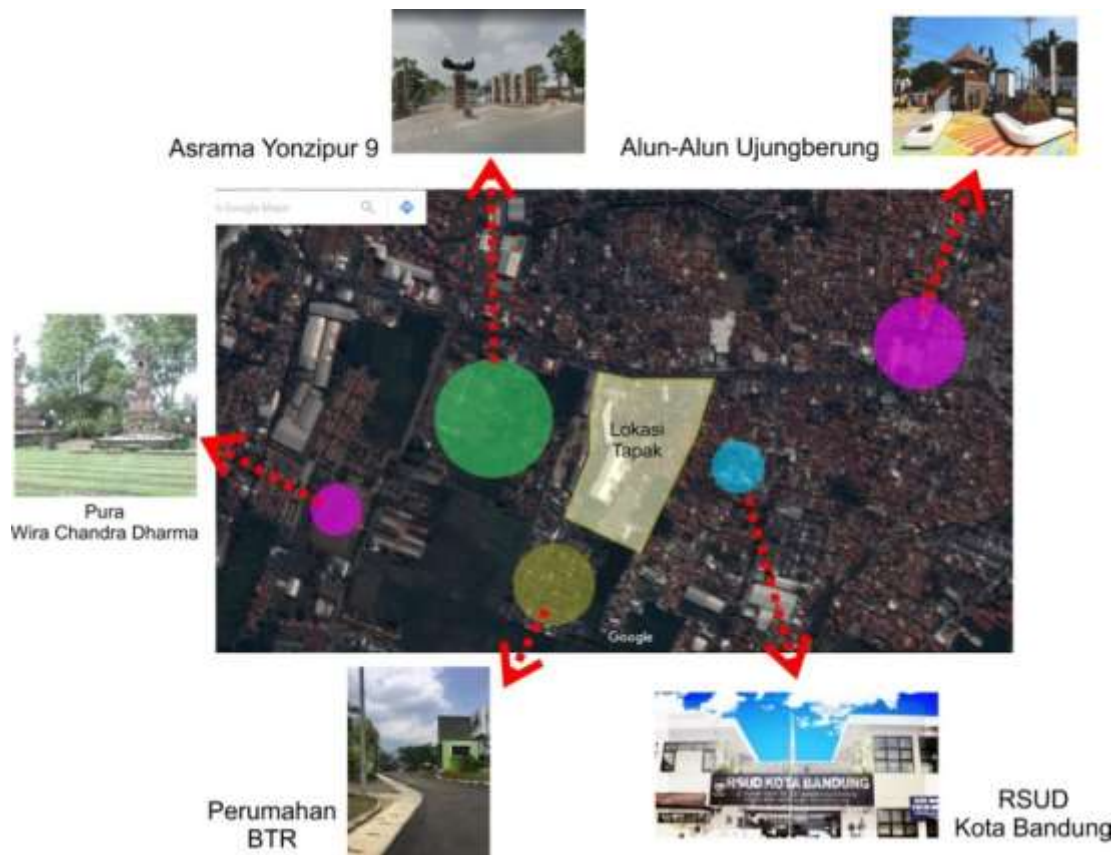 Asrama Yonzipur 9
Alun-Alun Ujungberung
Google Maps
Lokasi
Tapak
Pura
Wira Chandra Dharma
Google
Perumahan
BTR
RSUD KOTA BANDUNG
RSUD
Kota Bandung